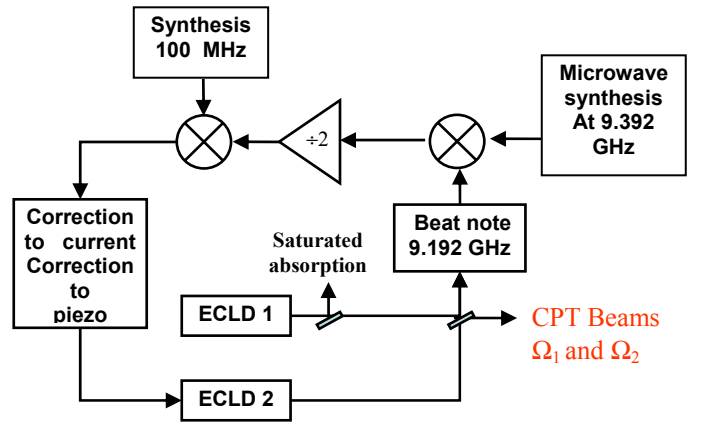 Synthesis
100 MHz
Microwave
synthesis
At 9.392
GHz
÷2
Correction
to current
Correction
to
piezo
Beat note
9.192 GHz
Saturated
absorption
ECLD 1
CPT Beams
Ω1 and Ω2
ECLD 2